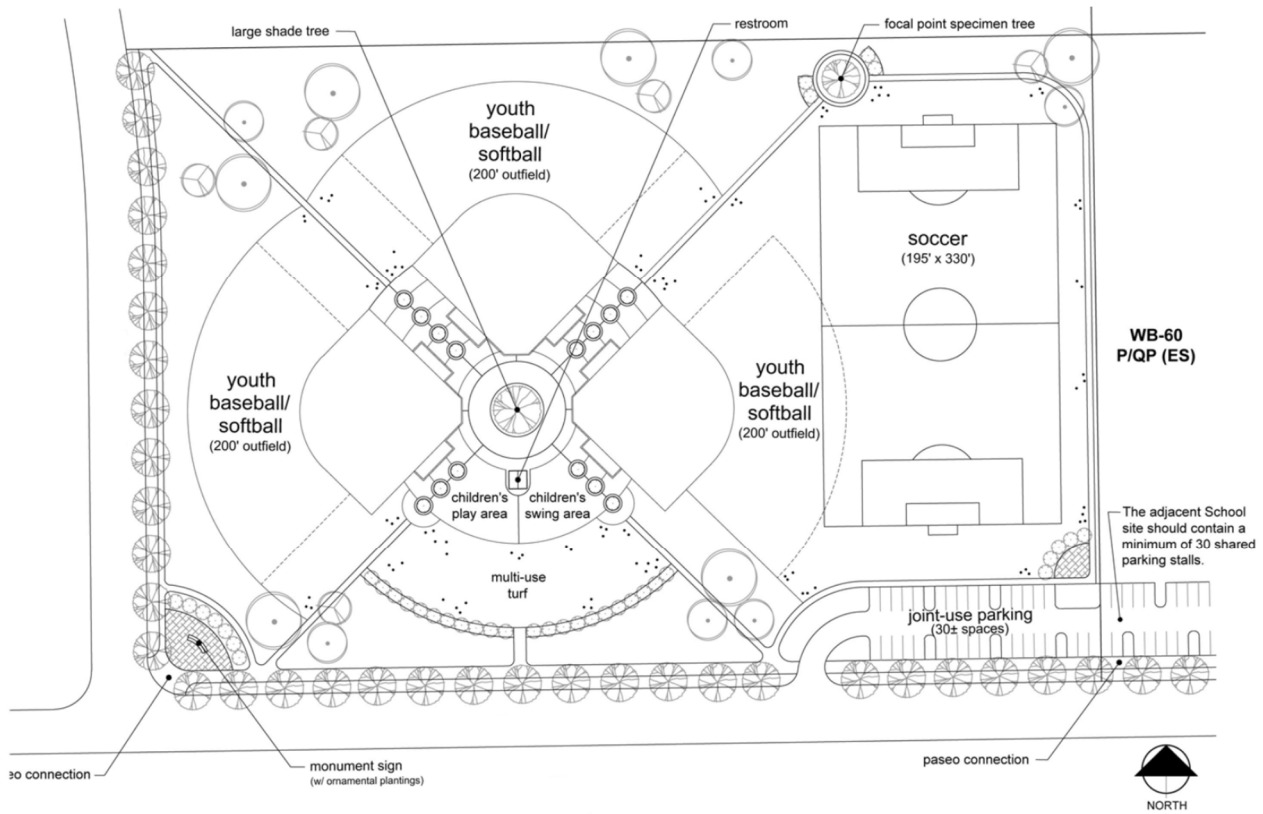 large shade tree
restroom
focal point specimen tree
youth
baseball/
softball
(200' outfield)
soccer
(195' x 330')
WB-60
P/QP (ES)
youth
baseball/
softball
(200' outfield)
youth
baseball/
softball
(200' outfield)
children's
play area
children's
swing area
The adjacent School
site should contain a
minimum of 30 shared
parking stalls.
multi-use
turf
joint-use parking
(30± spaces)
eo connection
monument sign
(w/ ornamental plantings)
paseo connection
NORTH